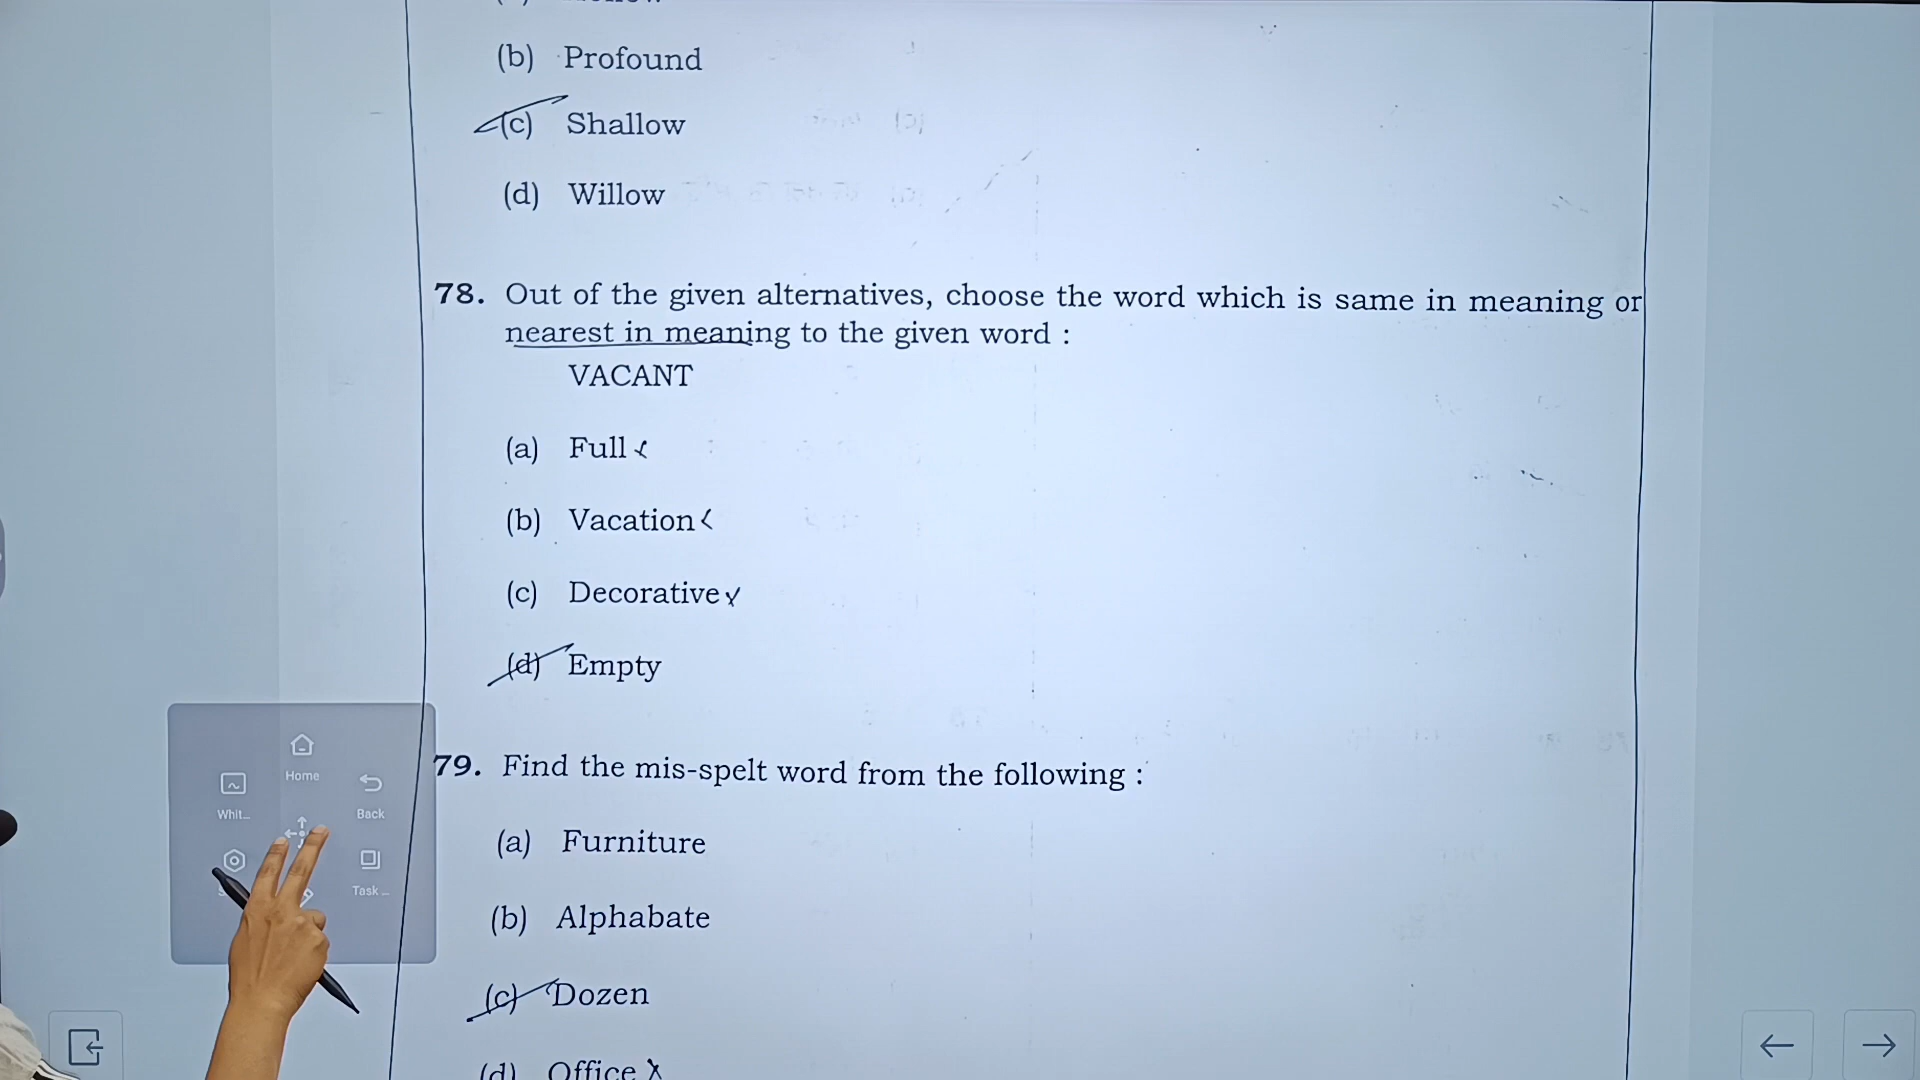 (b) Profound
(c) Shallow
(d) Willow
78. Out of the given alternatives, choose the word which is same in meaning or
nearest in meaning to the given word :
VACANT
(a) Full
(b) Vacation
(c) Decorative
(d) Empty
79. Find the mis-spelt word from the following :
(a) Furniture
(b) Alphabate
(c) Dozen
(d) Office
Home
Whit...
Back
Task ...